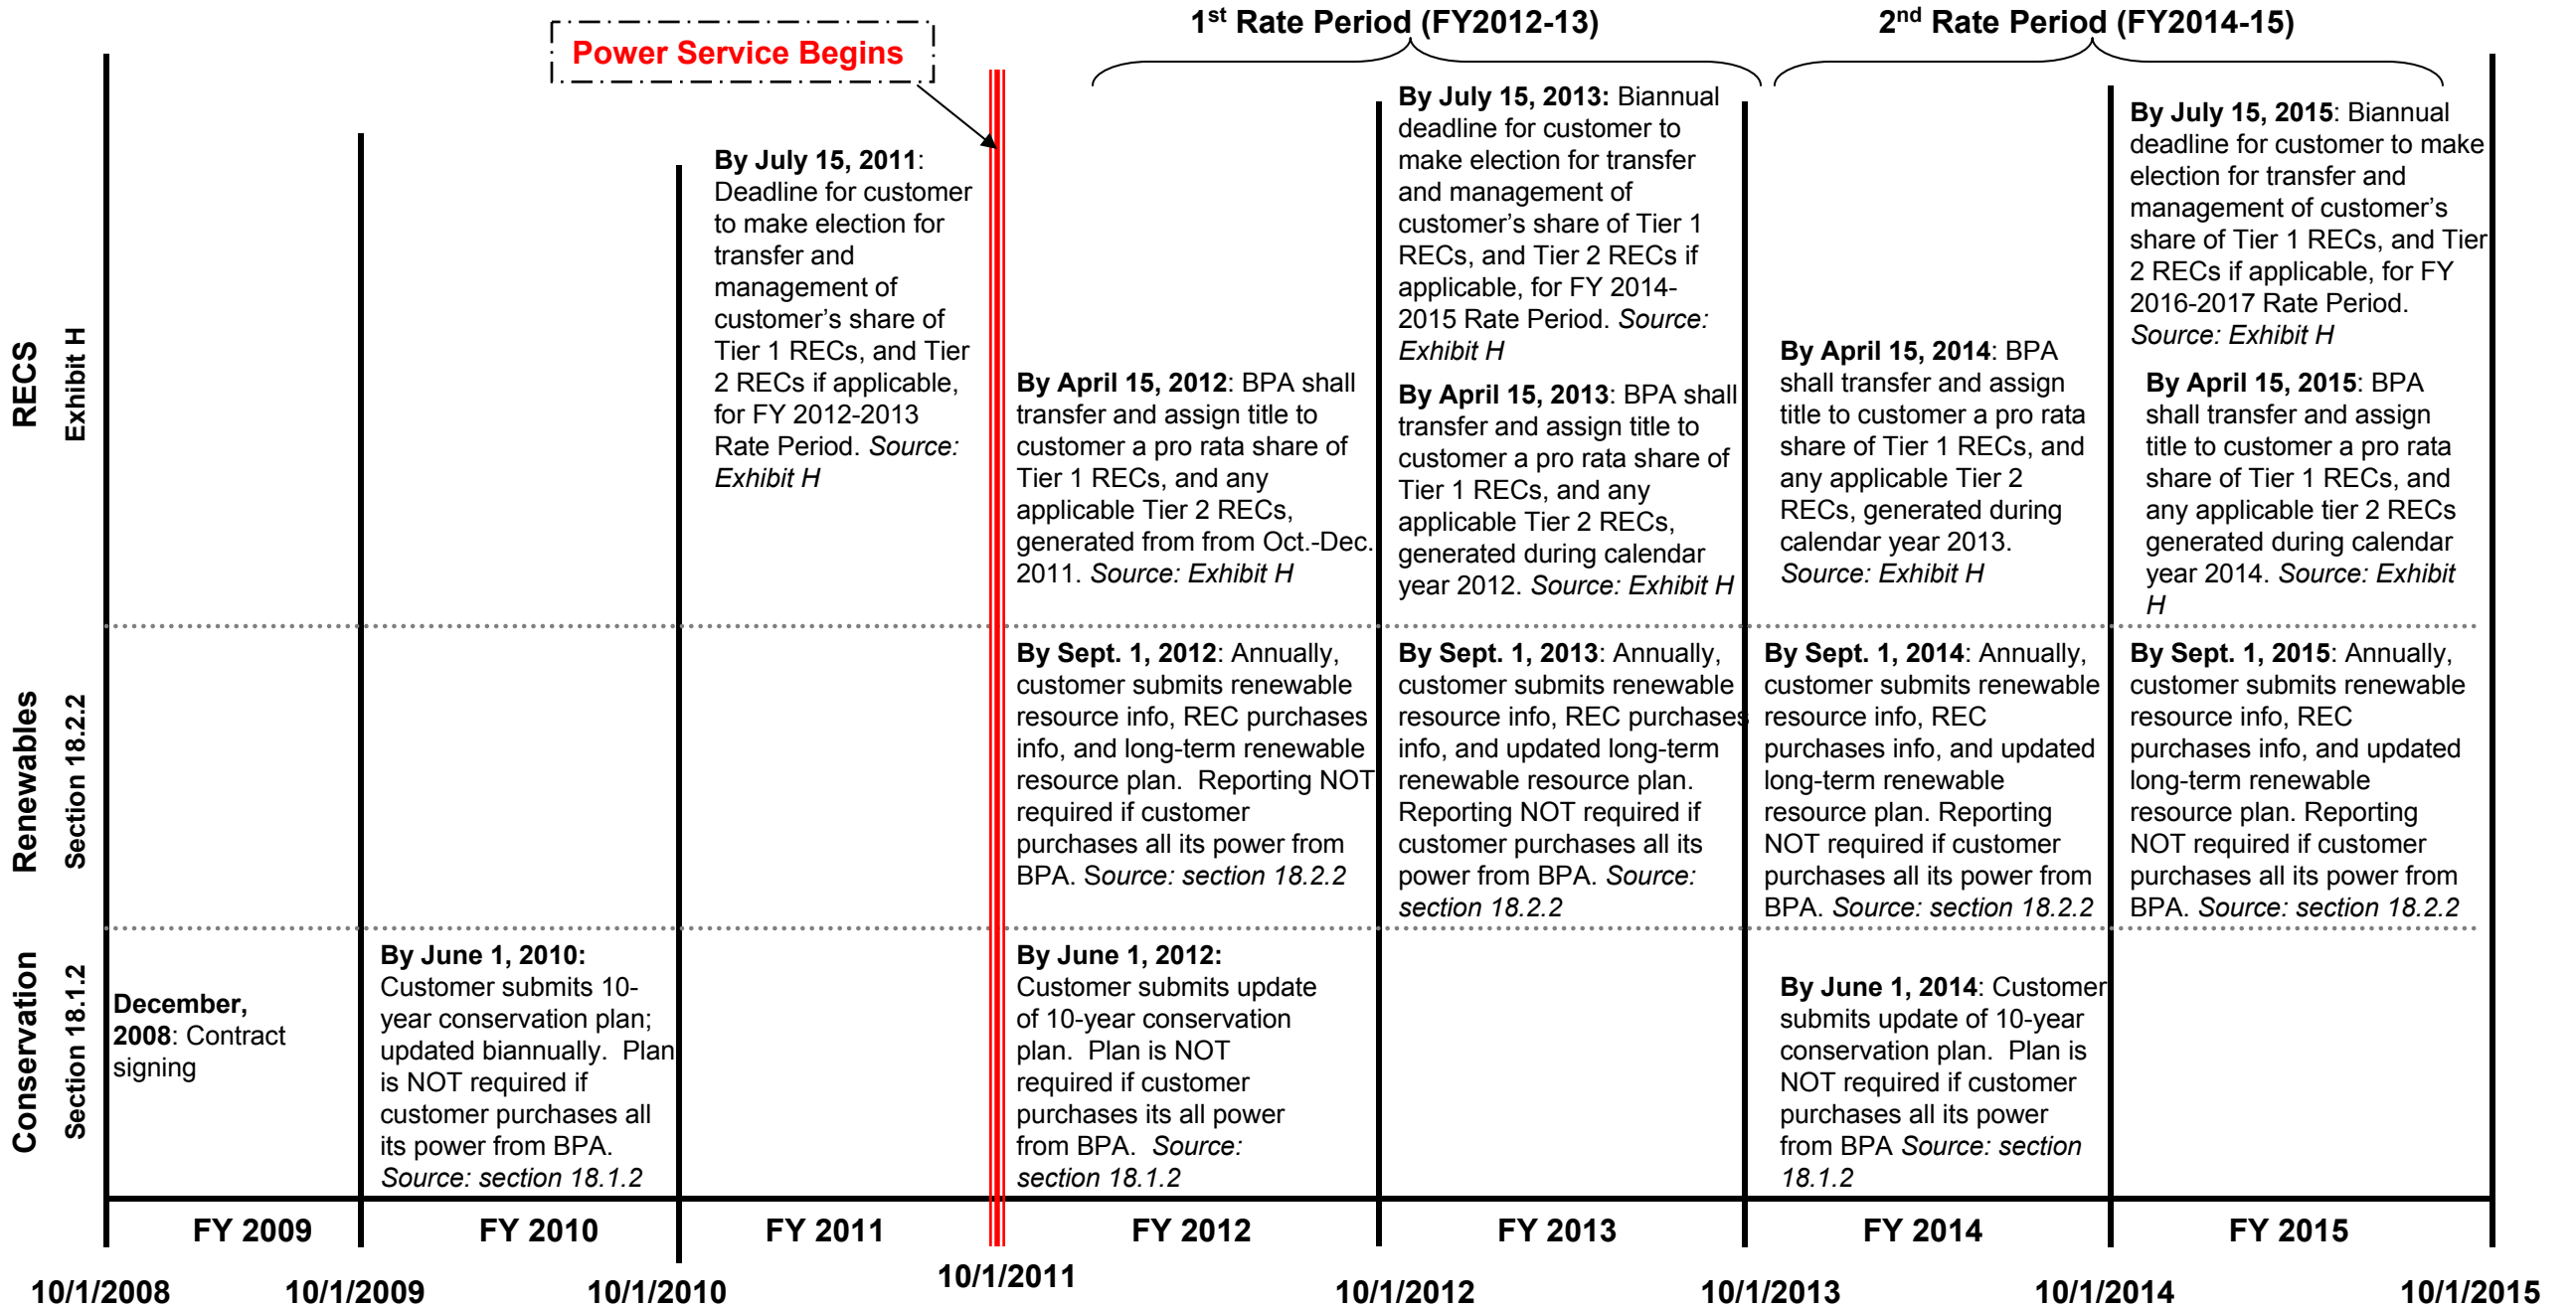 1st Rate Period (FY2012-13)
2nd Rate Period (FY2014-15)
Power Service Begins
RECS
Exhibit H
By July 15, 2011:
Deadline for customer
to make election for
transfer and
management of
customer's share of
Tier 1 RECs, and Tier
2 RECs if applicable,
for FY 2012-2013
Rate Period. Source:
Exhibit H
By April 15, 2012: BPA shall
transfer and assign title to
customer a pro rata share of
Tier 1 RECs, and any
applicable Tier 2 RECs,
generated from from Oct.-Dec.
2011. Source: Exhibit H
By July 15, 2013: Biannual
deadline for customer to
make election for transfer
and management of
customer's share of Tier 1
RECs, and Tier 2 RECs if
applicable, for FY 2014-
2015 Rate Period. Source:
Exhibit H
By April 15, 2013: BPA shall
transfer and assign title to
customer a pro rata share of
Tier 1 RECs, and any
applicable Tier 2 RECs,
generated during calendar
year 2012. Source: Exhibit H
By April 15, 2014: BPA
shall transfer and assign
title to customer a pro rata
share of Tier 1 RECs, and
any applicable Tier 2
RECs, generated during
calendar year 2013.
Source: Exhibit H
By July 15, 2015: Biannual
deadline for customer to make
election for transfer and
management of customer's
share of Tier 1 RECs, and Tier
2 RECs if applicable, for FY
2016-2017 Rate Period.
Source: Exhibit H
By April 15, 2015: BPA
shall transfer and assign
title to customer a pro rata
share of Tier 1 RECs, and
any applicable tier 2 RECs
generated during calendar
year 2014. Source: Exhibit
H
Renewables
Section 18.2.2
By Sept. 1, 2012: Annually,
customer submits renewable
resource info, REC purchases
info, and long-term renewable
resource plan. Reporting NOT
required if customer
purchases all its power from
BPA. Source: section 18.2.2
By Sept. 1, 2013: Annually,
customer submits renewable
resource info, REC purchases
info, and updated long-term
renewable resource plan.
Reporting NOT required if
customer purchases all its
power from BPA. Source:
section 18.2.2
By Sept. 1, 2014: Annually,
customer submits renewable
resource info, REC
purchases info, and updated
long-term renewable
resource plan. Reporting
NOT required if customer
purchases all its power from
BPA. Source: section 18.2.2
By Sept. 1, 2015: Annually,
customer submits renewable
resource info, REC
purchases info, and updated
long-term renewable
resource plan. Reporting
NOT required if customer
purchases all its power from
BPA. Source: section 18.2.2
Conservation
Section 18.1.2
December,
2008: Contract
signing
By June 1, 2010:
Customer submits 10-
year conservation plan;
updated biannually. Plan
is NOT required if
customer purchases all
its power from BPA.
Source: section 18.1.2
By June 1, 2012:
Customer submits update
of 10-year conservation
plan. Plan is NOT
required if customer
purchases its all power
from BPA. Source:
section 18.1.2
By June 1, 2014: Customer
submits update of 10-year
conservation plan. Plan is
NOT required if customer
purchases all its power
from BPA Source: section
18.1.2
FY 2009
FY 2010
FY 2011
FY 2012
FY 2013
FY 2014
FY 2015
10/1/2008
10/1/2009
10/1/2010
10/1/2011
10/1/2012
10/1/2013
10/1/2014
10/1/2015